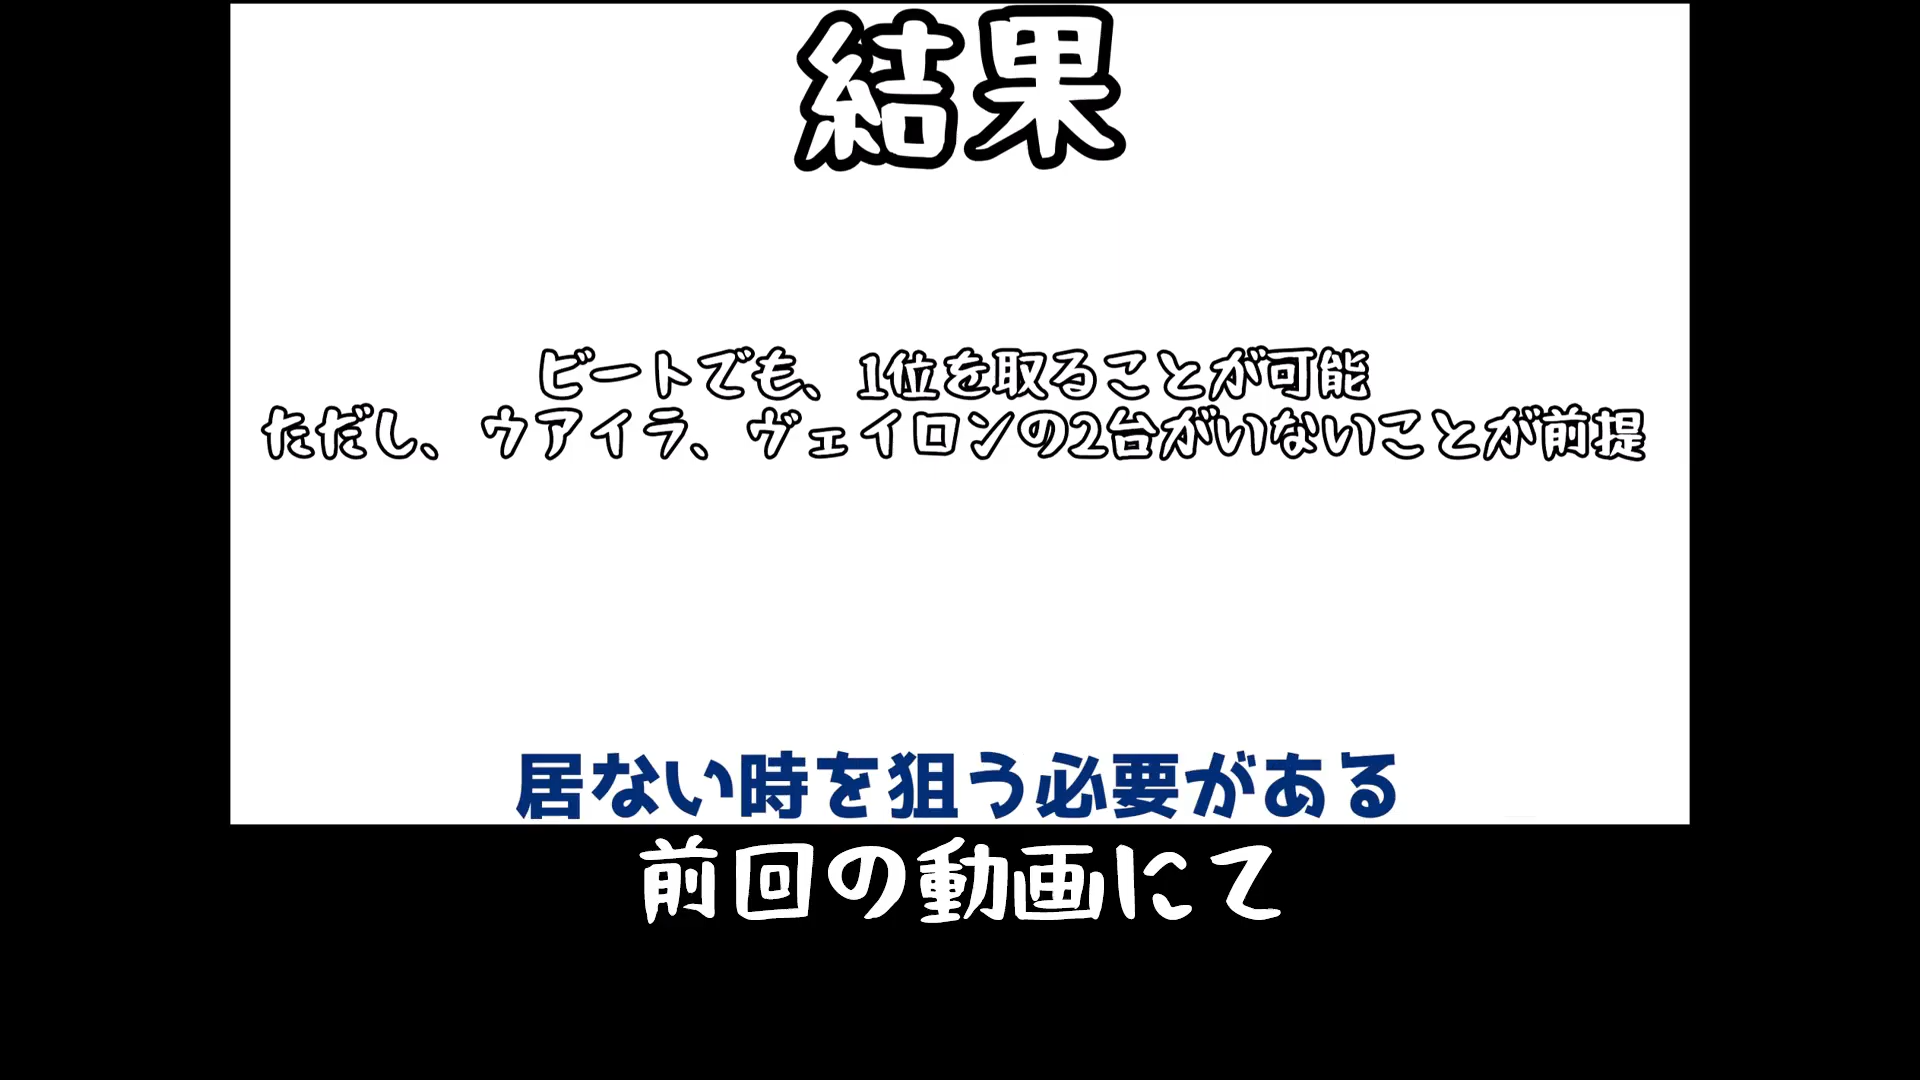 結果
ビートでも、1位を取ることが可能
ただし、ウアイラ、ヴェイロンの2台がいないことが前提
居ない時を狙う必要がある
前回の動画にて